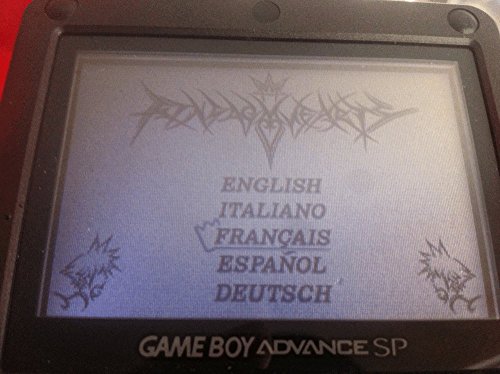 ENGLISH
ITALIANO
FRANÇAIS
ESPAÑOL
DEUTSCH
GAME BOY ADVANCE SP